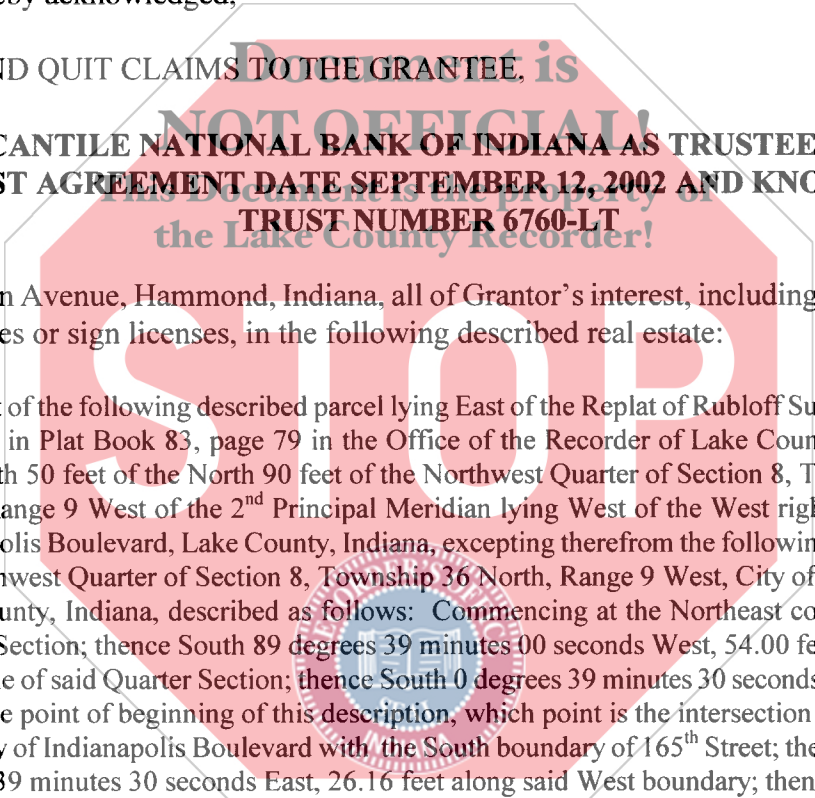 eby acknowledged,
ND QUIT CLAIMS TO THE GRANTEE,
Document is
NOT OFFICIAL!
CANTILE NATIONAL BANK OF INDIANA AS TRUSTEE
ST AGREEMENT DATE SEPTEMBER 12, 2002 AND KNO
This Document is the property of
TRUST NUMBER 6760-LT
the Lake County Recorder!
n Avenue, Hammond, Indiana, all of Grantor's interest, including
es or sign licenses, in the following described real estate:
STOP
t of the following described parcel lying East of the Replat of Rubloff Su
in Plat Book 83, page 79 in the Office of the Recorder of Lake Coun
th 50 feet of the North 90 feet of the Northwest Quarter of Section 8, T
ange 9 West of the 2nd Principal Meridian lying West of the West righ
olis Boulevard, Lake County, Indiana, excepting therefrom the followin
hwest Quarter of Section 8, Township 36 North, Range 9 West, City of
unty, Indiana, described as follows: Commencing at the Northeast co
Section; thence South 89 degrees 39 minutes 00 seconds West, 54.00 fe
e of said Quarter Section; thence South 0 degrees 39 minutes 30 seconds
e point of beginning of this description, which point is the intersection
y of Indianapolis Boulevard with the South boundary of 165th Street; the
39 minutes 30 seconds East, 26.16 feet along said West boundary; then